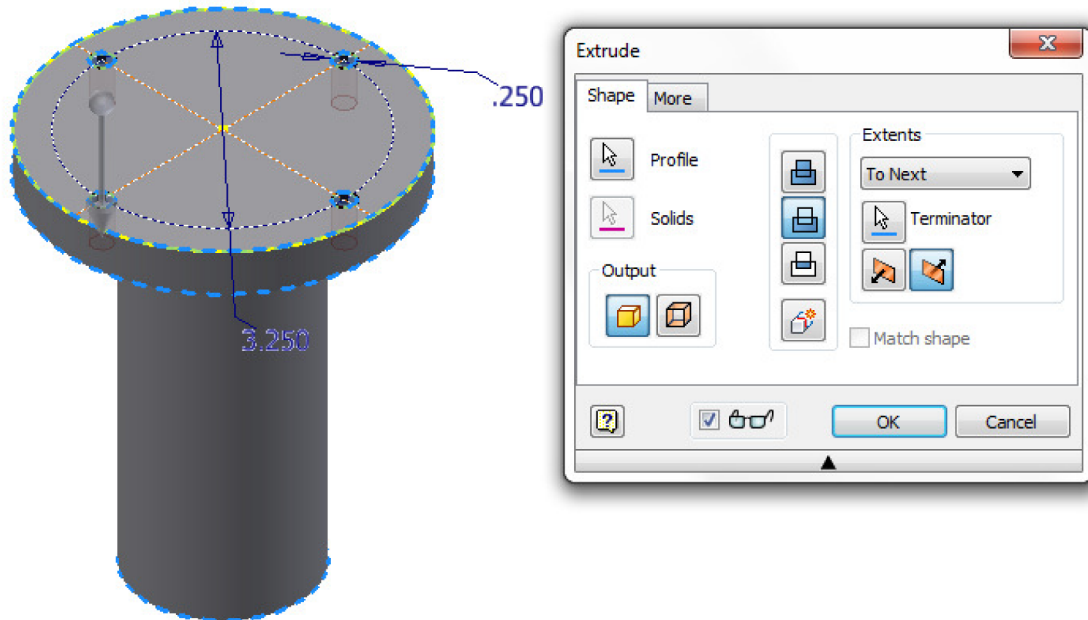 .250
3.250
Extrude
Shape More
Profile
Solids
Output
Extents
To Next
Terminator
Match shape
OK
Cancel